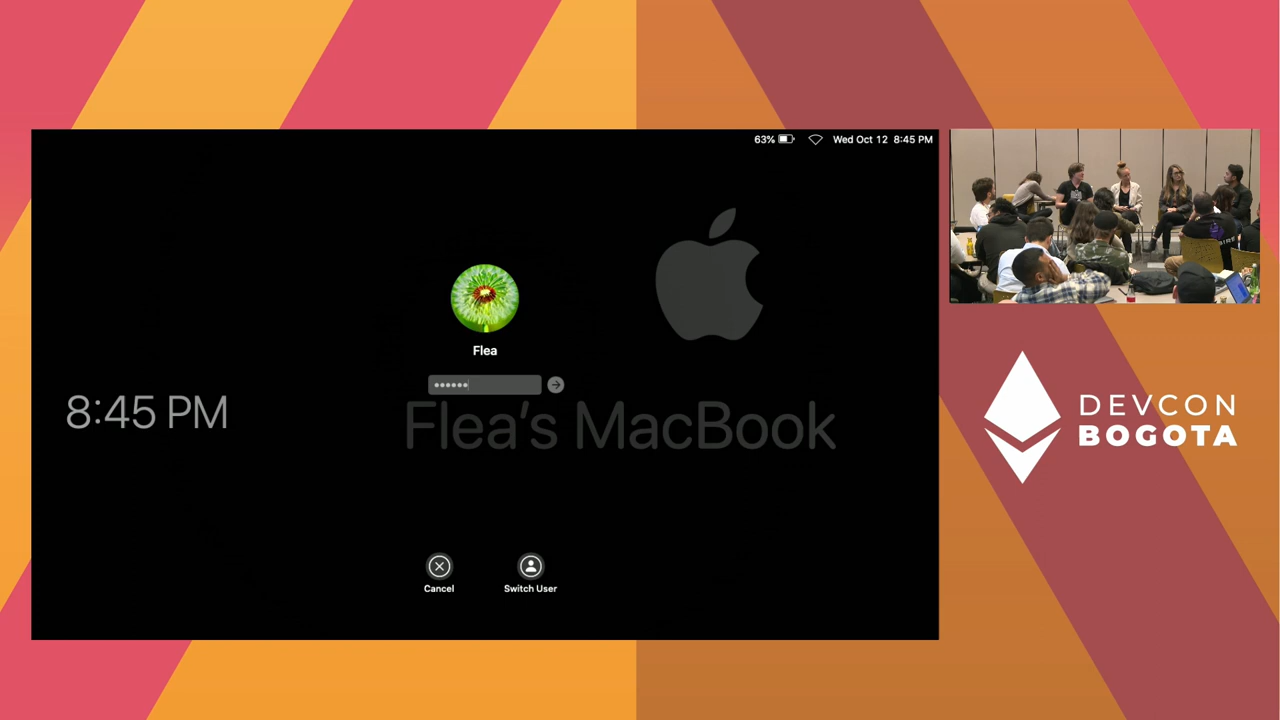 63% Wed Oct 12 8:45 PM
Flea
••••••
8:45 PM
Flea's MacBook
Cancel
Switch User
DEVCON
BOGOTA